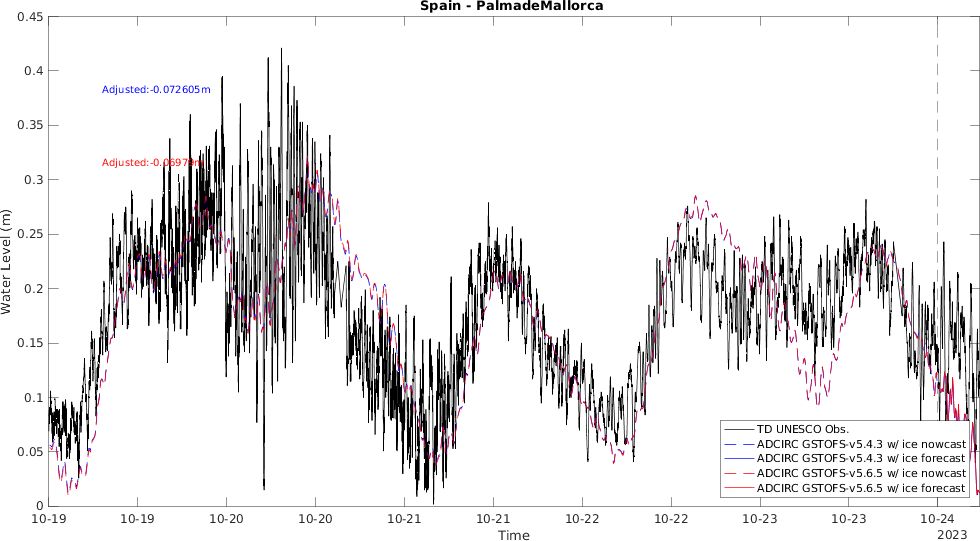 Spain - PalmadeMallorca
0.45
0.4
0.35
0.3
0.25
0.2
0.15
0.1
0.05
0
Water Level (m)
Adjusted:-0.072605m
Adjusted:-0.06979m
TD UNESCO Obs.
ADCIRC GSTOFS-v5.4.3 w/ ice nowcast
ADCIRC GSTOFS-v5.4.3 w/ ice forecast
ADCIRC GSTOFS-v5.6.5 w/ ice nowcast
ADCIRC GSTOFS-v5.6.5 w/ ice forecast
10-19 10-19 10-20 10-20 10-21 10-21 10-22 10-22 10-23 10-23 10-24
2023
Time